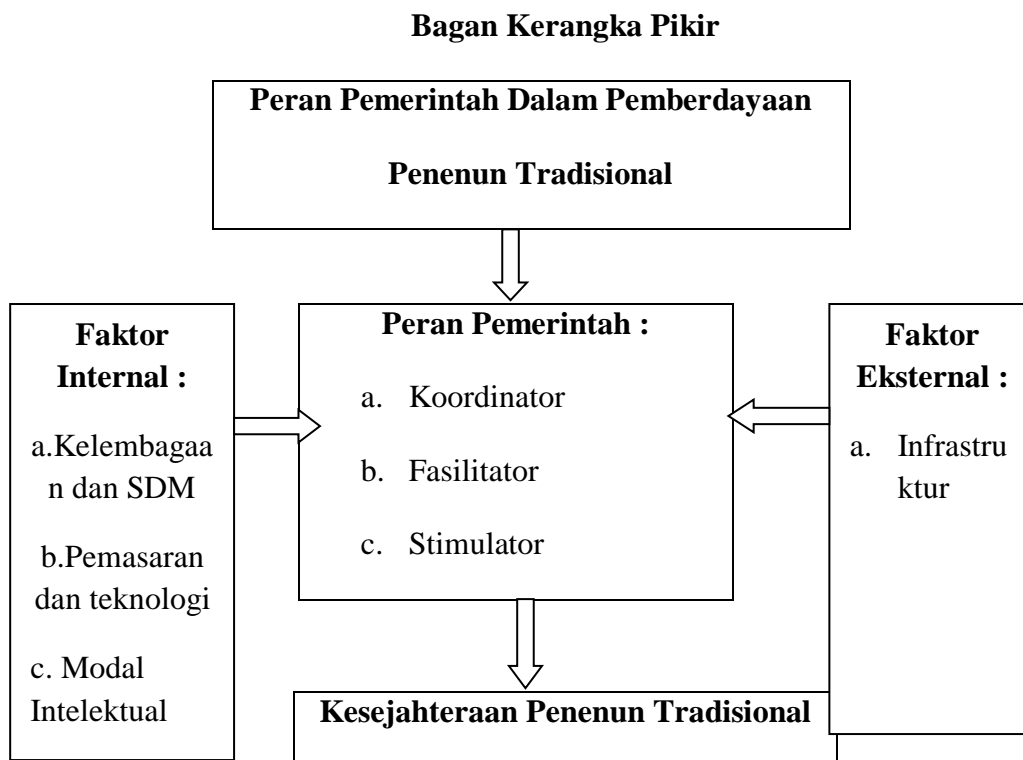 Bagan Kerangka Pikir
Peran Pemerintah Dalam Pemberdayaan
Penenun Tradisional
Faktor
Internal :
a.Kelembagaa
n dan SDM
b.Pemasaran
dan teknologi
c. Modal
Intelektual
Peran Pemerintah :
a. Koordinator
b. Fasilitator
c. Stimulator
Faktor
Eksternal :
a. Infrastru
ktur
Kesejahteraan Penenun Tradisional